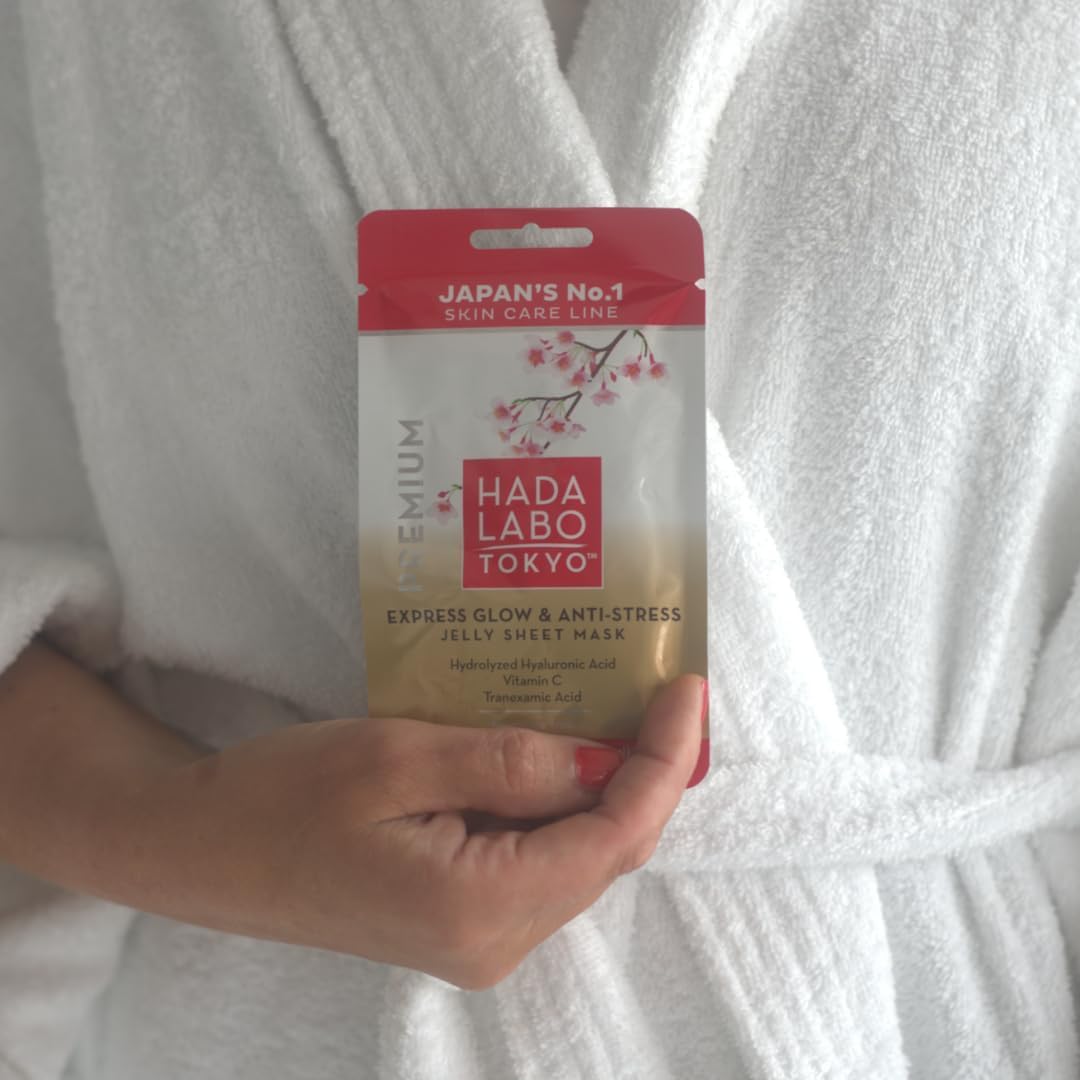 JAPAN'S No.1
SKIN CARE LINE
PREMIUM
HADA
LABO
TOKYO™
EXPRESS GLOW & ANTI-STRESS
JELLY SHEET MASK
Hydrolyzed Hyaluronic Acid
Vitamin C
Tranexamic Acid